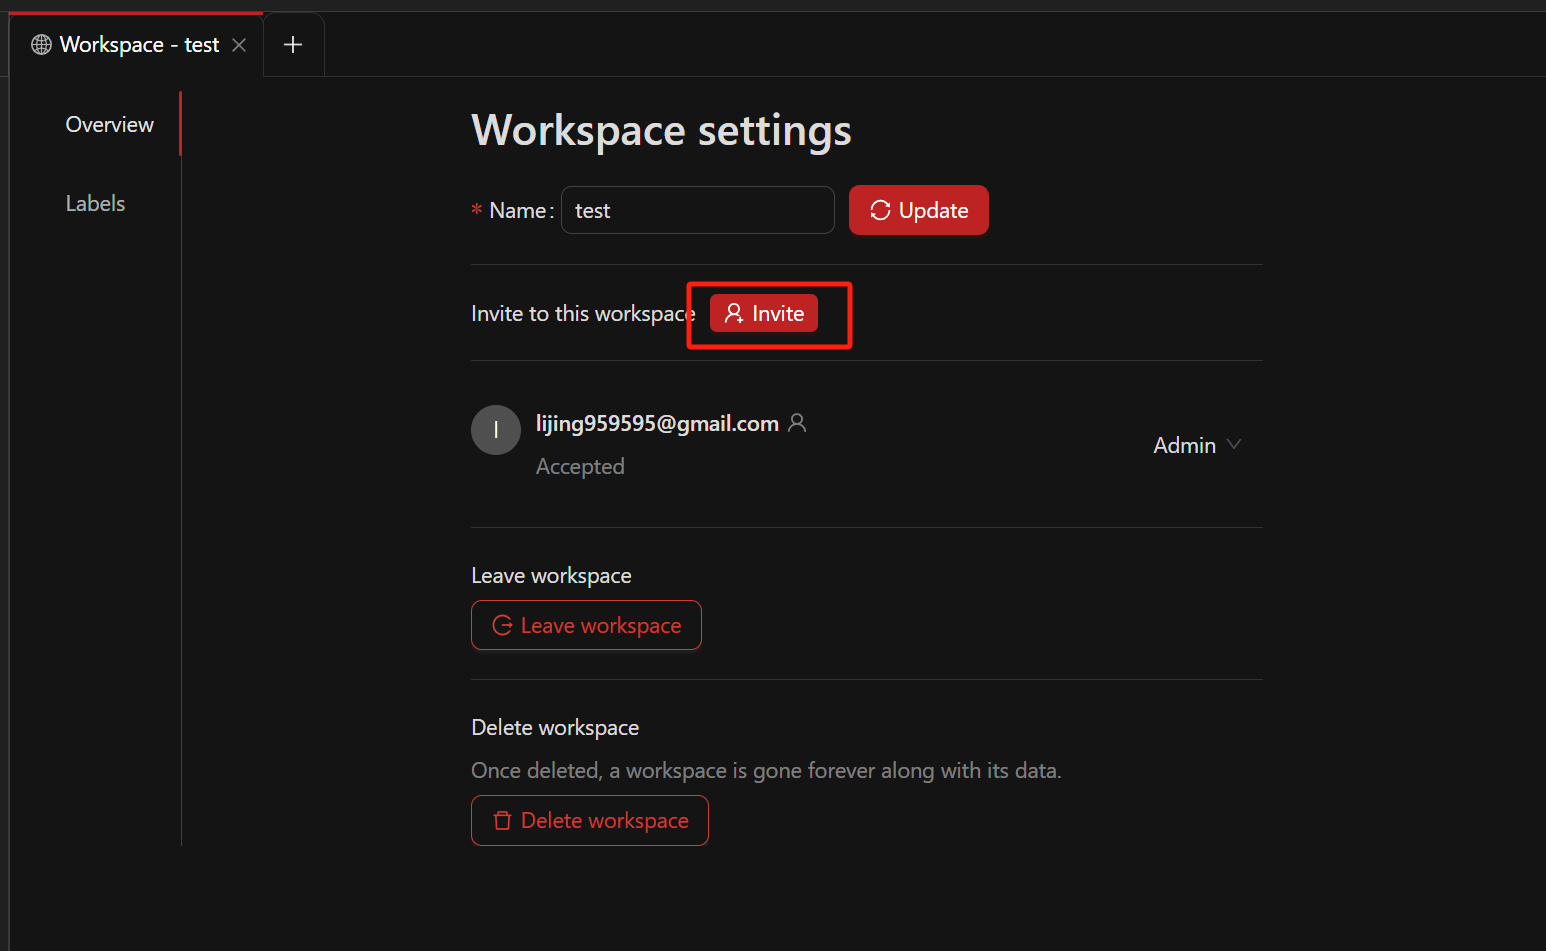 Workspace - test
Overview
Labels
Workspace settings
* Name: test Update
Invite to this workspace Invite
l lijing959595@gmail.com
Accepted
Admin
Leave workspace
Leave workspace
Delete workspace
Once deleted, a workspace is gone forever along with its data.
Delete workspace